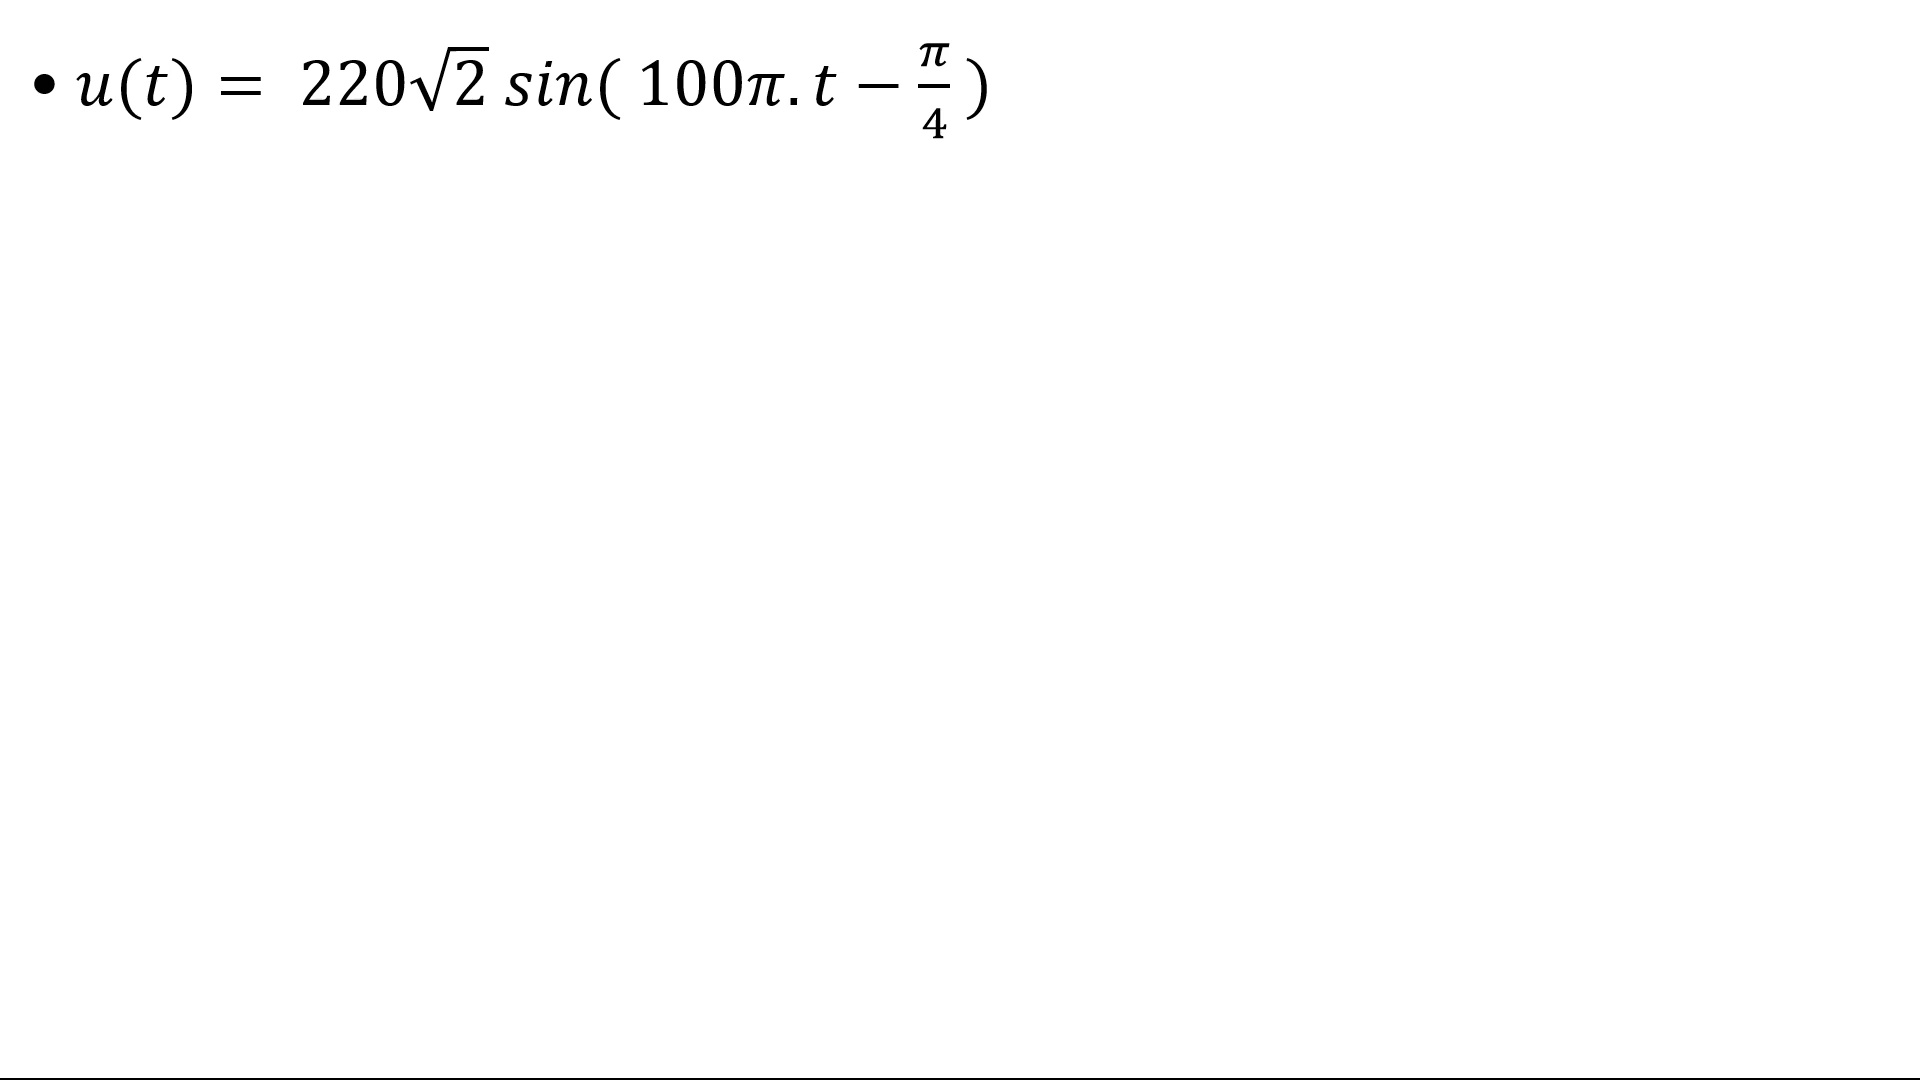 • u(t) = 220√2 sin( 100π. t − π/4 )